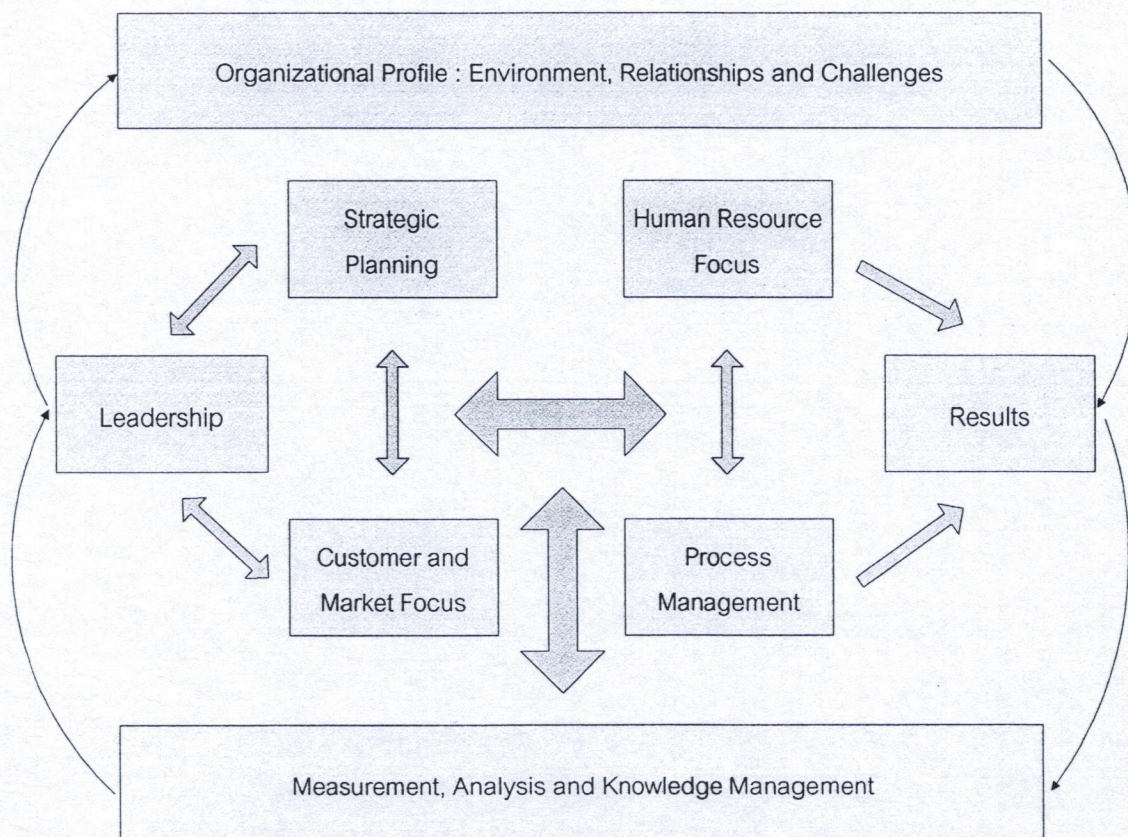 Organizational Profile : Environment, Relationships and Challenges
Strategic
Planning
Human Resource
Focus
Leadership
Results
Customer and
Market Focus
Process
Management
Measurement, Analysis and Knowledge Management